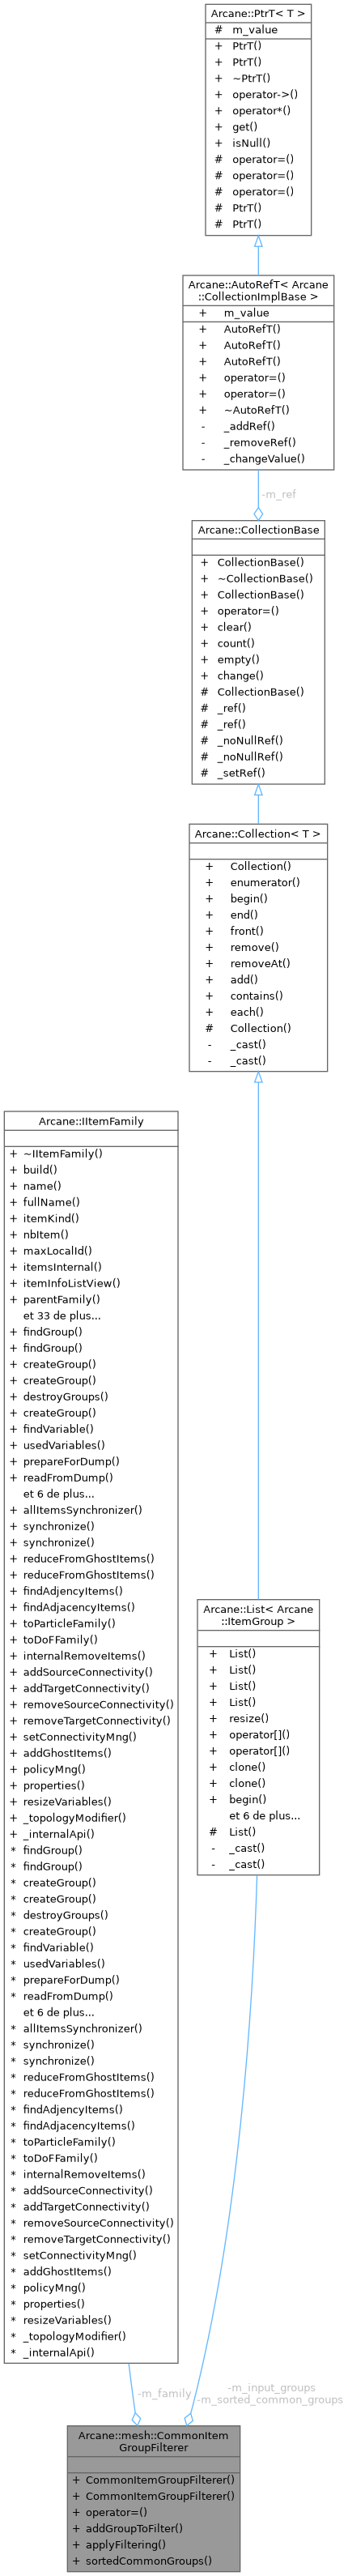 Arcane::PtrT< T >
# m_value
+ PtrT()
+ PtrT()
+ ~PtrT()
+ operator->()
+ operator*()
+ get()
+ isNull()
# operator=()
# operator=()
# operator=()
# PtrT()
# PtrT()
Arcane::AutoRefT< Arcane
::CollectionImplBase >
+ m_value
+ AutoRefT()
+ AutoRefT()
+ AutoRefT()
+ operator=()
+ operator=()
+ ~AutoRefT()
- _addRef()
- _removeRef()
- _changeValue()
-m_ref
Arcane::CollectionBase
+ CollectionBase()
+ ~CollectionBase()
+ CollectionBase()
+ operator=()
+ clear()
+ count()
+ empty()
+ change()
# CollectionBase()
# _ref()
# _ref()
# _noNullRef()
# _noNullRef()
# _setRef()
Arcane::Collection< T >
+ Collection()
+ enumerator()
+ begin()
+ end()
+ front()
+ remove()
+ removeAt()
+ add()
+ contains()
+ each()
# Collection()
- _cast()
- _cast()
Arcane::IItemFamily
+ ~IItemFamily()
+ build()
+ name()
+ fullName()
+ itemKind()
+ nbItem()
+ maxLocalId()
+ itemsInternal()
+ itemInfoListView()
+ parentFamily()
et 33 de plus...
+ findGroup()
+ findGroup()
+ createGroup()
+ createGroup()
+ destroyGroups()
+ createGroup()
+ findVariable()
+ usedVariables()
+ prepareForDump()
+ readFromDump()
et 6 de plus...
+ allItemsSynchronizer()
+ synchronize()
+ synchronize()
+ reduceFromGhostItems()
+ reduceFromGhostItems()
+ findAdjencyItems()
+ findAdjacencyItems()
+ toParticleFamily()
+ toDoFFamily()
+ internalRemoveItems()
+ addSourceConnectivity()
+ addTargetConnectivity()
+ removeSourceConnectivity()
+ removeTargetConnectivity()
+ setConnectivityMng()
+ addGhostItems()
+ policyMng()
+ properties()
+ resizeVariables()
+ _topologyModifier()
+ _internalApi()
* findGroup()
* findGroup()
* createGroup()
* createGroup()
* destroyGroups()
* createGroup()
* findVariable()
* usedVariables()
* prepareForDump()
* readFromDump()
et 6 de plus...
* allItemsSynchronizer()
* synchronize()
* synchronize()
* reduceFromGhostItems()
* reduceFromGhostItems()
* findAdjencyItems()
* findAdjacencyItems()
* toParticleFamily()
* toDoFFamily()
* internalRemoveItems()
* addSourceConnectivity()
* addTargetConnectivity()
* removeSourceConnectivity()
* removeTargetConnectivity()
* setConnectivityMng()
* addGhostItems()
* policyMng()
* properties()
* resizeVariables()
* _topologyModifier()
* _internalApi()
Arcane::List< Arcane
::ItemGroup >
+ List()
+ List()
+ List()
+ List()
+ resize()
+ operator[]()
+ operator[]()
+ clone()
+ clone()
+ begin()
et 6 de plus...
# List()
- _cast()
- _cast()
-m_family
-m_input_groups
-m_sorted_common_groups
Arcane::mesh::CommonItem
GroupFilterer
+ CommonItemGroupFilterer()
+ CommonItemGroupFilterer()
+ operator=()
+ addGroupToFilter()
+ applyFiltering()
+ sortedCommonGroups()